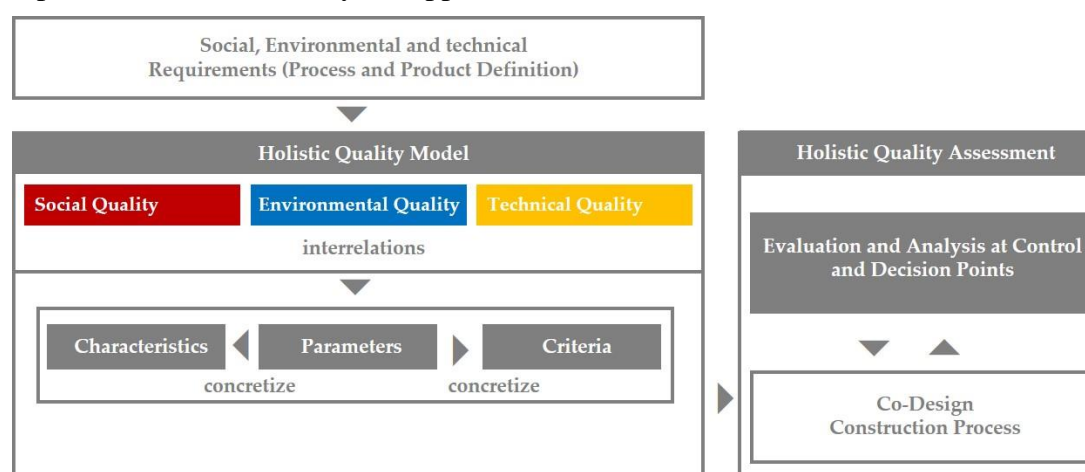 Social, Environmental and technical
Requirements (Process and Product Definition)
Holistic Quality Model
Social Quality
Environmental Quality
Technical Quality
interrelations
Characteristics
Parameters
Criteria
concretize
concretize
Holistic Quality Assessment
Evaluation and Analysis at Control
and Decision Points
Co-Design
Construction Process